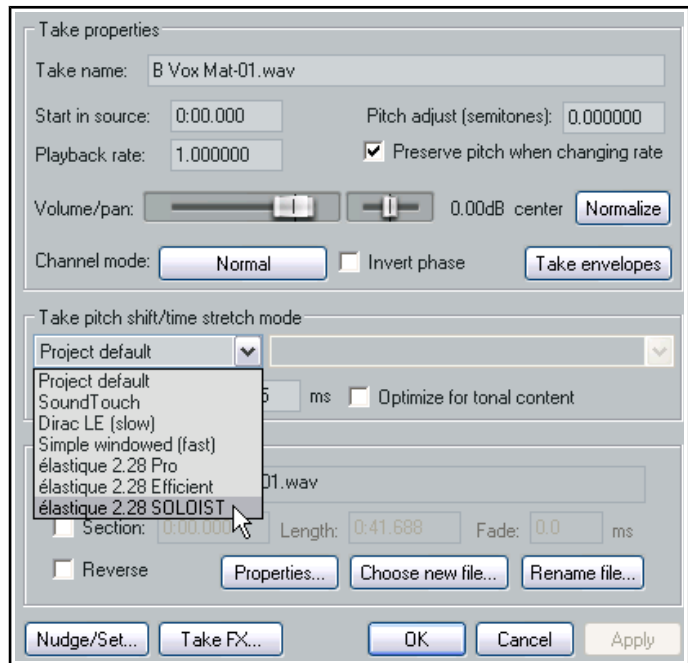 Take properties
Take name: B Vox Mat-01.wav
Start in source: 0:00.000 Pitch adjust (semitones): 0.000000
Playback rate: 1.000000 Preserve pitch when changing rate
Volume/pan: 0.00dB center Normalize
Channel mode: Normal Invert phase Take envelopes
Take pitch shift/time stretch mode
Project default
Project default
SoundTouch
5 ms Optimize for tonal content
Dirac LE (slow)
Simple windowed (fast)
élastique 2.28 Pro
élastique 2.28 Efficient 01.wav
élastique 2.28 SOLOIST
Section: 0:00.000 Length: 0:41.688 Fade: 0.0 ms
Reverse Properties... Choose new file... Rename file...
Nudge/Set... Take FX... OK Cancel Apply